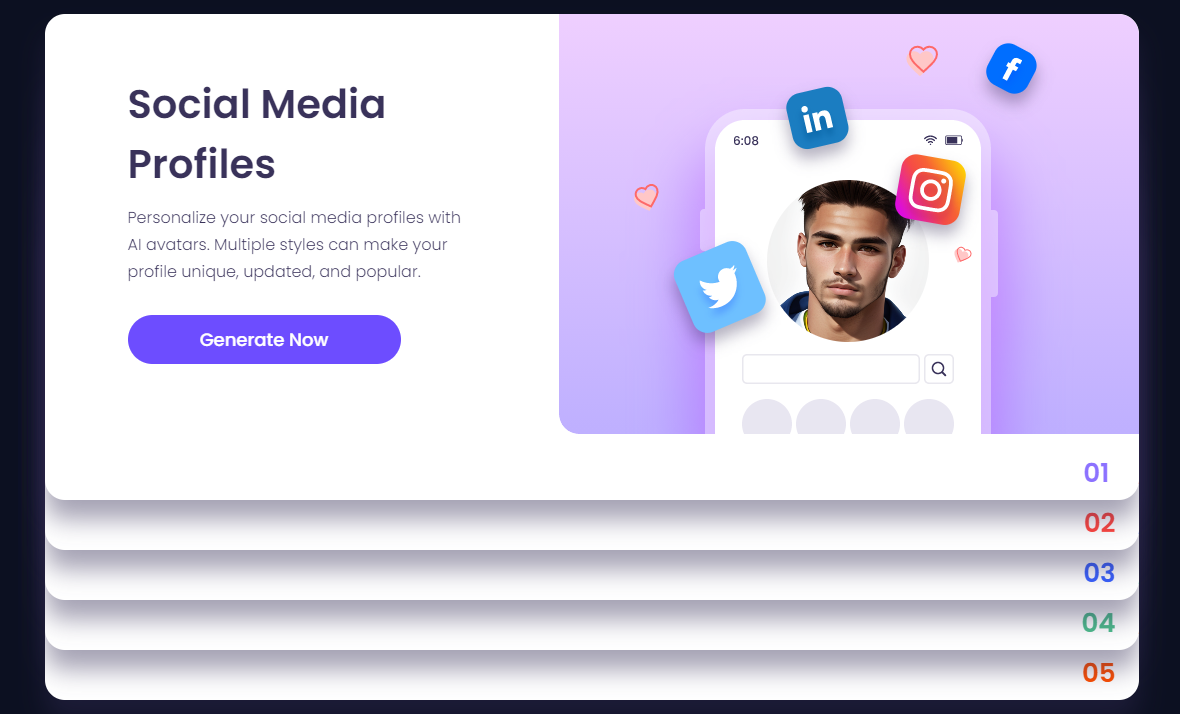 Social Media
Profiles
Personalize your social media profiles with
AI avatars. Multiple styles can make your
profile unique, updated, and popular.
Generate Now
f
in
6:08
01
02
03
04
05